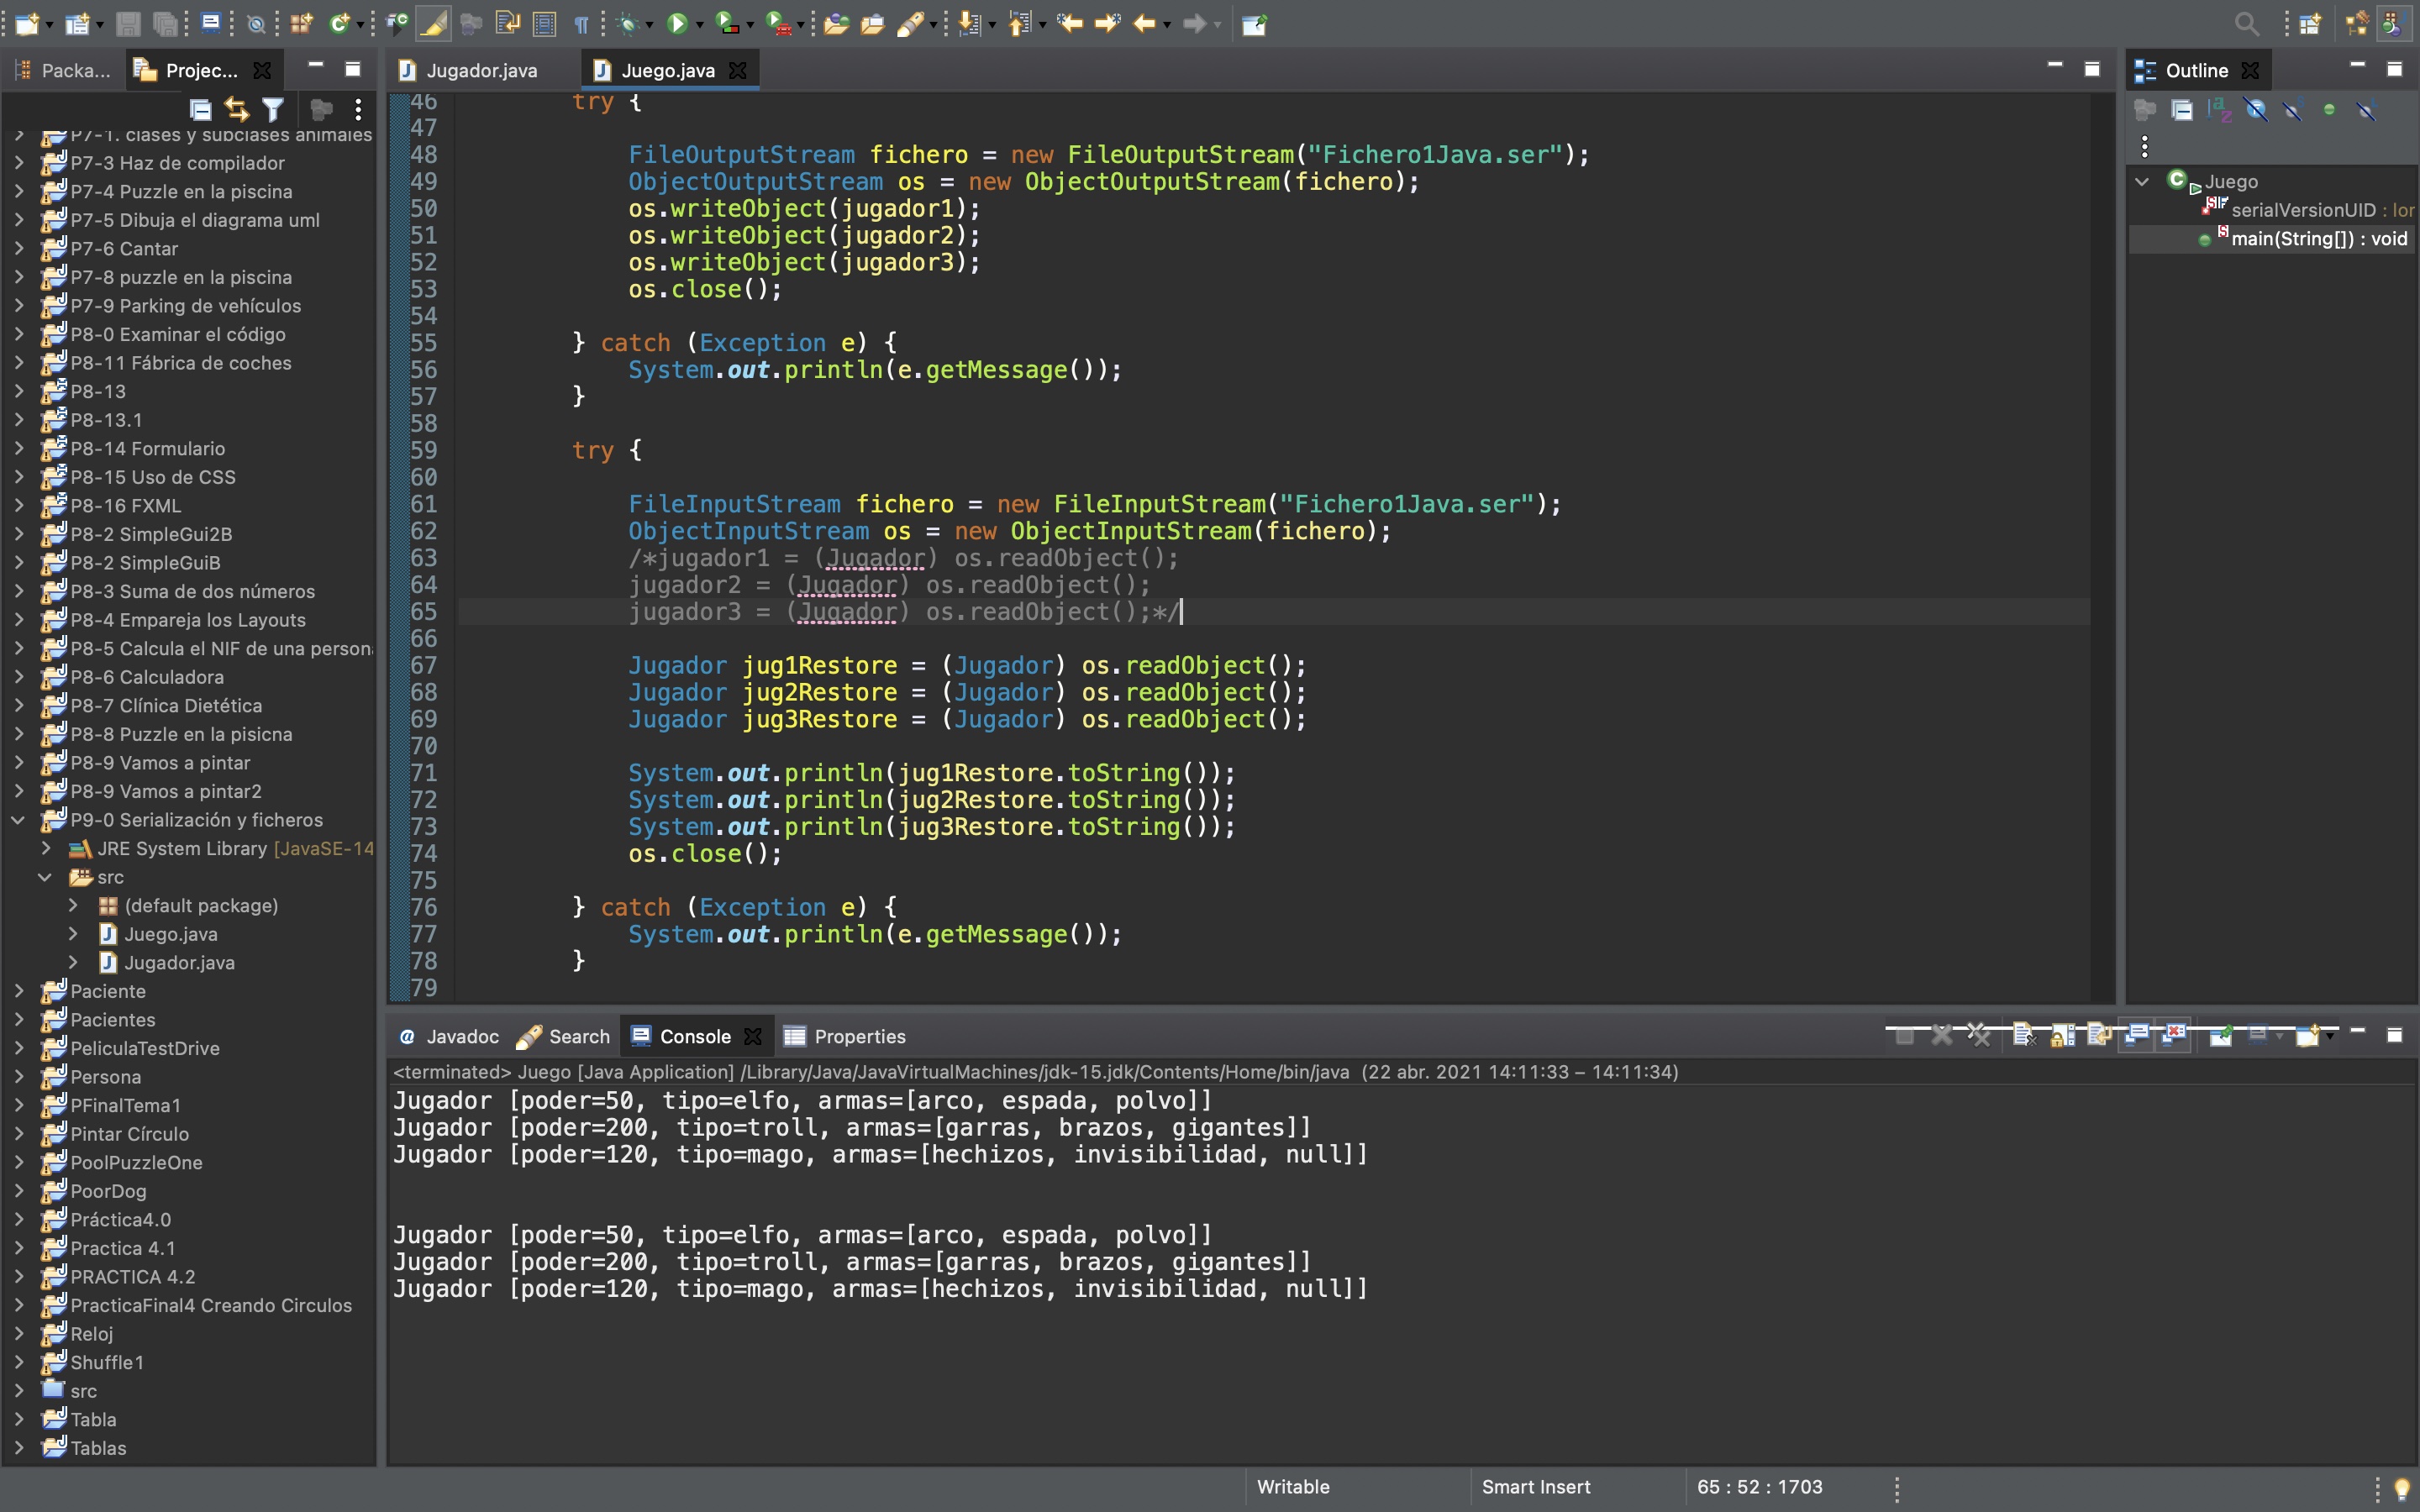 Packa...
Projec...
P7-1. clases y subclases animales
P7-3 Haz de compilador
P7-4 Puzzle en la piscina
P7-5 Dibuja el diagrama uml
P7-6 Cantar
P7-8 puzzle en la piscina
P7-9 Parking de vehículos
P8-0 Examinar el código
P8-11 Fábrica de coches
P8-13
P8-13.1
P8-14 Formulario
P8-15 Uso de CSS
P8-16 FXML
P8-2 SimpleGui2B
P8-2 SimpleGuiB
P8-3 Suma de dos números
P8-4 Empareja los Layouts
P8-5 Calcula el NIF de una person
P8-6 Calculadora
P8-7 Clínica Dietética
P8-8 Puzzle en la pisicna
P8-9 Vamos a pintar
P8-9 Vamos a pintar2
P9-0 Serialización y ficheros
JRE System Library [JavaSE-14
src
(default package)
Juego.java
Jugador.java
Paciente
Pacientes
PeliculaTestDrive
Persona
PFinalTema1
Pintar Círculo
PoolPuzzleOne
PoorDog
Práctica4.0
Practica 4.1
PRACTICA 4.2
PracticaFinal4 Creando Circulos
Reloj
Shuffle1
src
Tabla
Tablas
Jugador.java
Juego.java
46 try {
47
48 FileOutputStream fichero = new FileOutputStream("Fichero1Java.ser");
49 ObjectOutputStream os = new ObjectOutputStream(fichero);
50 os.writeObject(jugador1);
51 os.writeObject(jugador2);
52 os.writeObject(jugador3);
53 os.close();
54
55 } catch (Exception e) {
56 System.out.println(e.getMessage());
57 }
58
59 try {
60
61 FileInputStream fichero = new FileInputStream("Fichero1Java.ser");
62 ObjectInputStream os = new ObjectInputStream(fichero);
63 /*jugador1 = (Jugador) os.readObject();
64 jugador2 = (Jugador) os.readObject();
65 jugador3 = (Jugador) os.readObject();*/
66
67 Jugador jug1Restore = (Jugador) os.readObject();
68 Jugador jug2Restore = (Jugador) os.readObject();
69 Jugador jug3Restore = (Jugador) os.readObject();
70
71 System.out.println(jug1Restore.toString());
72 System.out.println(jug2Restore.toString());
73 System.out.println(jug3Restore.toString());
74 os.close();
75
76 } catch (Exception e) {
77 System.out.println(e.getMessage());
78 }
79
Outline
Juego
serialVersionUID : lor
main(String[]) : void
Javadoc
Search
Console
Properties
<terminated> Juego [Java Application] /Library/Java/JavaVirtualMachines/jdk-15.jdk/Contents/Home/bin/java (22 abr. 2021 14:11:33 – 14:11:34)
Jugador [poder=50, tipo=elfo, armas=[arco, espada, polvo]]
Jugador [poder=200, tipo=troll, armas=[garras, brazos, gigantes]]
Jugador [poder=120, tipo=mago, armas=[hechizos, invisibilidad, null]]
Jugador [poder=50, tipo=elfo, armas=[arco, espada, polvo]]
Jugador [poder=200, tipo=troll, armas=[garras, brazos, gigantes]]
Jugador [poder=120, tipo=mago, armas=[hechizos, invisibilidad, null]]
Writable
Smart Insert
65 : 52 : 1703